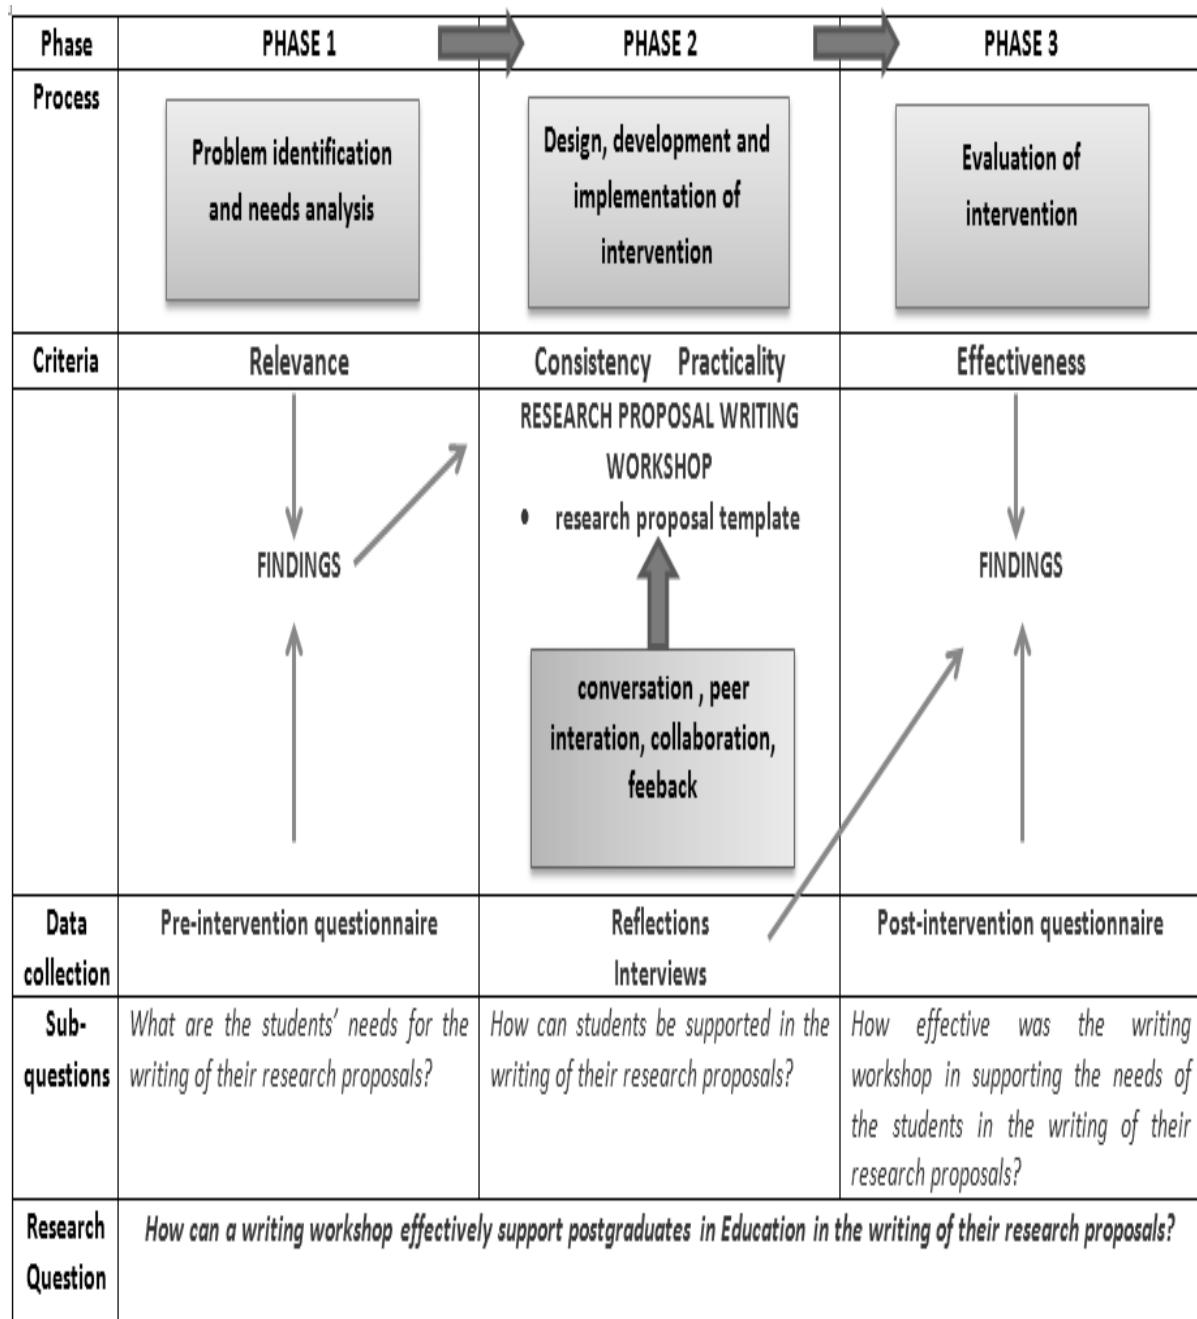 Phase
PHASE 1
PHASE 2
PHASE 3
Process
Problem identification
and needs analysis
Design, development and
implementation of
intervention
Evaluation of
intervention
Criteria
Relevance
Consistency Practicality
Effectiveness
FINDINGS
RESEARCH PROPOSAL WRITING
WORKSHOP
• research proposal template
conversation , peer
interation, collaboration,
feeback
FINDINGS
Data
collection
Pre-intervention questionnaire
Reflections
Interviews
Post-intervention questionnaire
Sub-
questions
What are the students’ needs for the
writing of their research proposals?
How can students be supported in the
writing of their research proposals?
How effective was the writing
workshop in supporting the needs of
the students in the writing of their
research proposals?
Research
Question
How can a writing workshop effectively support postgraduates in Education in the writing of their research proposals?